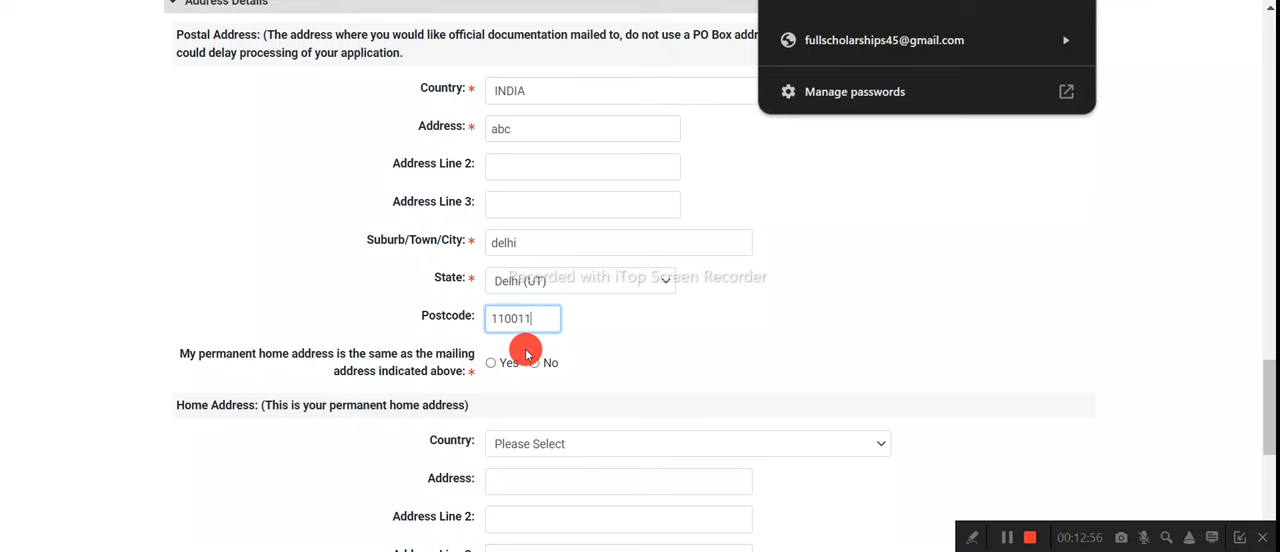 Address Details
Postal Address: (The address where you would like official documentation mailed to, do not use a PO Box addr
could delay processing of your application.
fullscholarships45@gmail.com
Manage passwords
Country: * INDIA
Address: * abc
Address Line 2:
Address Line 3:
Suburb/Town/City: * delhi
State: * Delhi (UT)
Recorded with iTop Screen Recorder
Postcode: 110011
My permanent home address is the same as the mailing
address indicated above: * Yes No
Home Address: (This is your permanent home address)
Country: Please Select
Address:
Address Line 2:
00:12:56